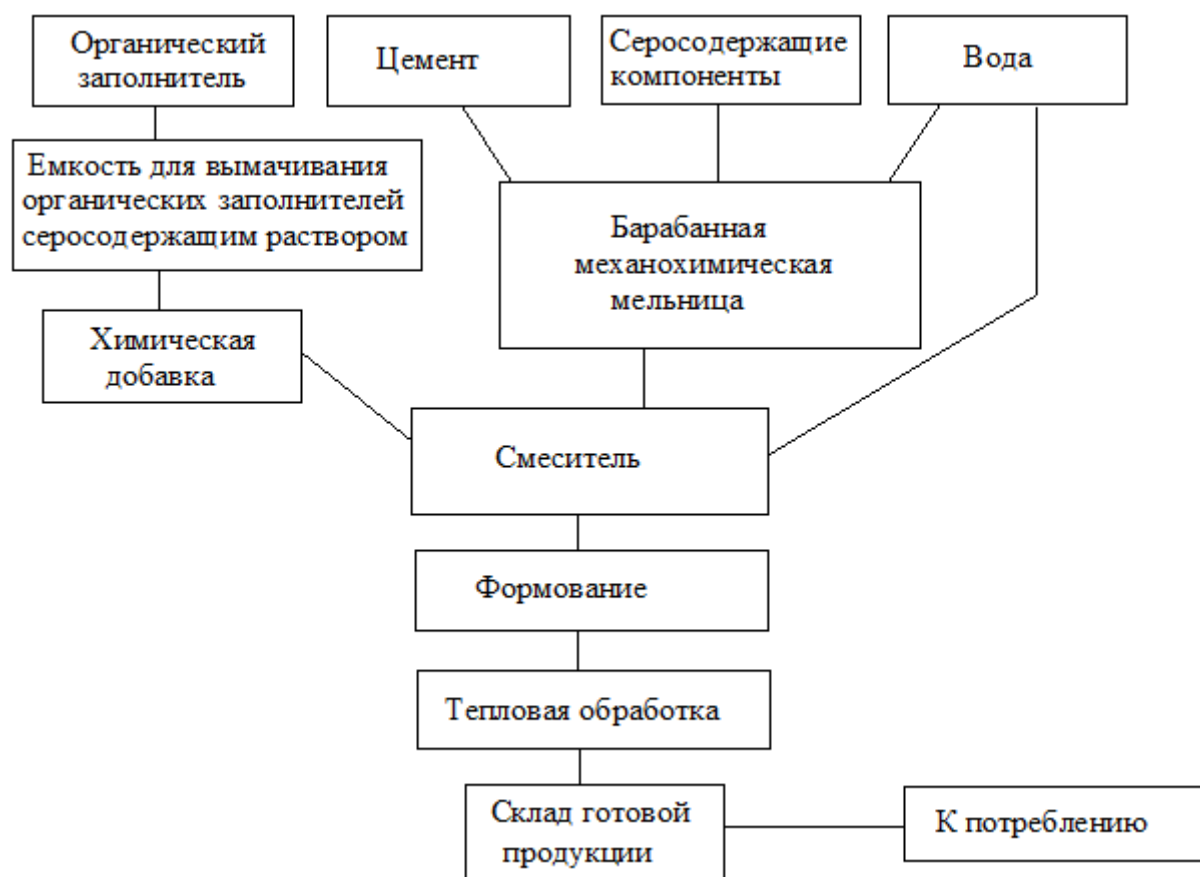 Органический
заполнитель
Цемент
Серосодержащие
компоненты
Вода
Емкость для вымачивания
органических заполнителей
серосодержащим раствором
Барабанная
механохимическая
мельница
Химическая
добавка
Смеситель
Формование
Тепловая обработка
Склад готовой
продукции
К потреблению